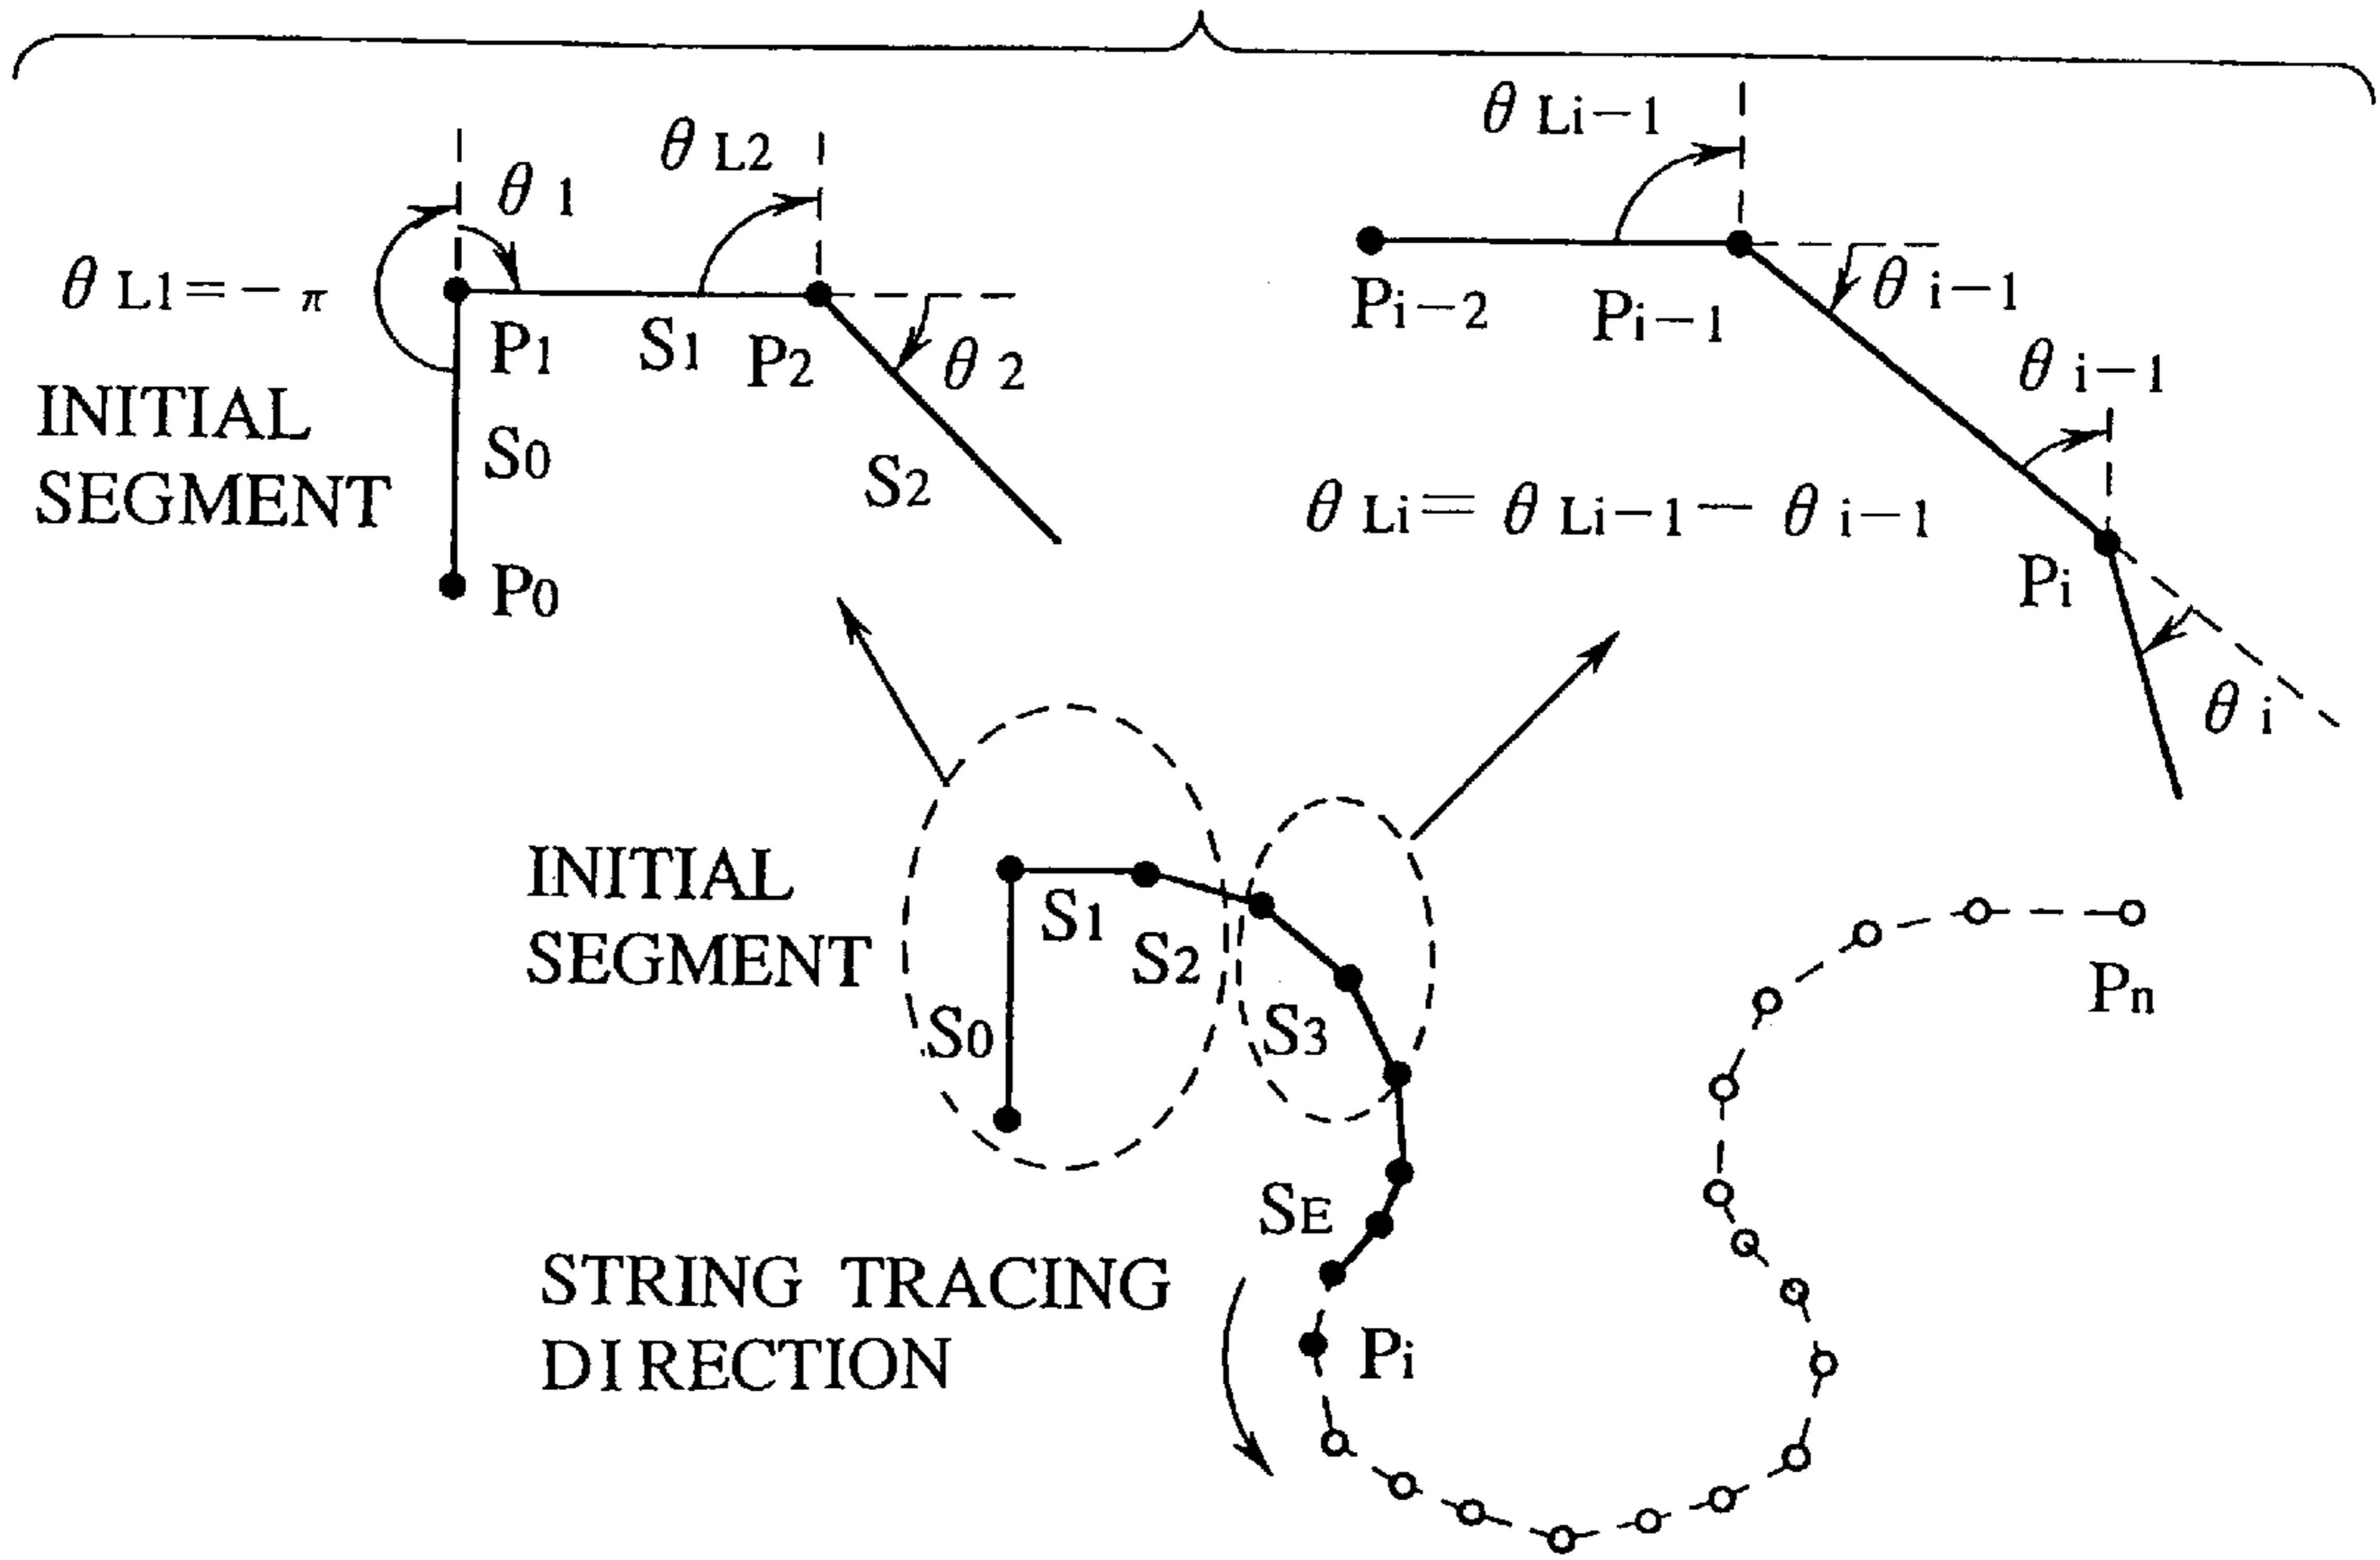 θ L1=-π
θ 1
θ L2
P1
S1
P2
θ 2
INITIAL
SEGMENT
S0
S2
P0
θ Li-1
Pi-2
Pi-1
θ i-1
θ i-1
θ Li= θ Li-1- θ i-1
Pi
θ i
INITIAL
SEGMENT
S1
S2
S0
S3
Pn
SE
STRING TRACING
DIRECTION
Pi